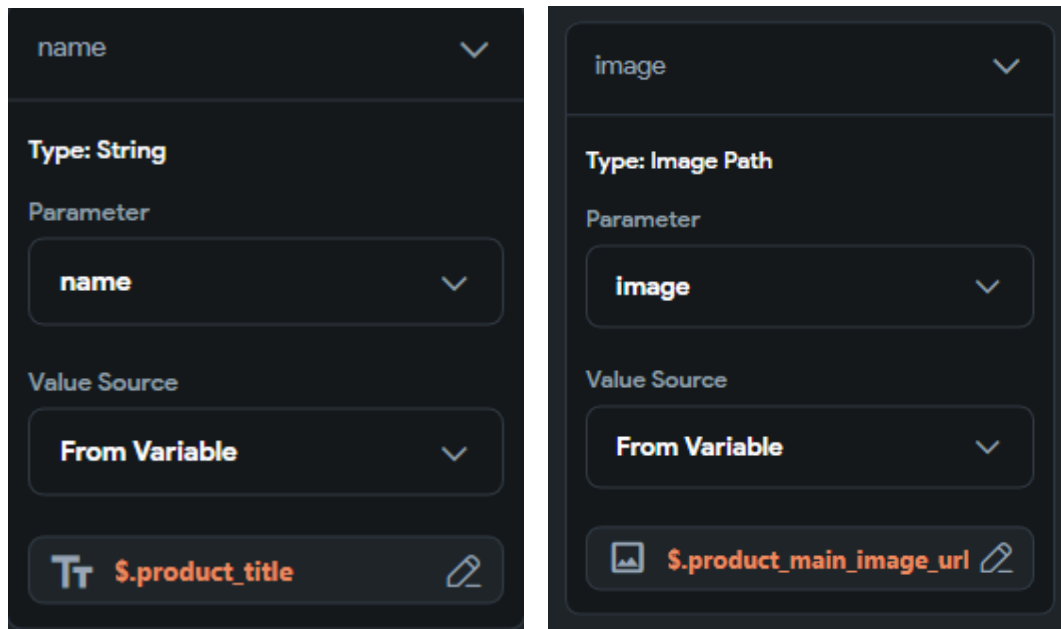 name
Type: String
Parameter
name
Value Source
From Variable
$.product_title
image
Type: Image Path
Parameter
image
Value Source
From Variable
$.product_main_image_url